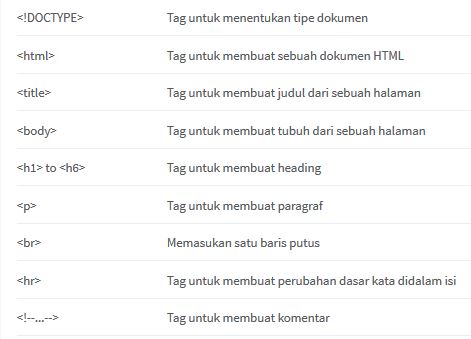 <!DOCTYPE> Tag untuk menentukan tipe dokumen
<html> Tag untuk membuat sebuah dokumen HTML
<title> Tag untuk membuat judul dari sebuah halaman
<body> Tag untuk membuat tubuh dari sebuah halaman
<h1> to <h6> Tag untuk membuat heading
<p> Tag untuk membuat paragraf
<br> Memasukan satu baris putus
<hr> Tag untuk membuat perubahan dasar kata didalam isi
<!--...--> Tag untuk membuat komentar